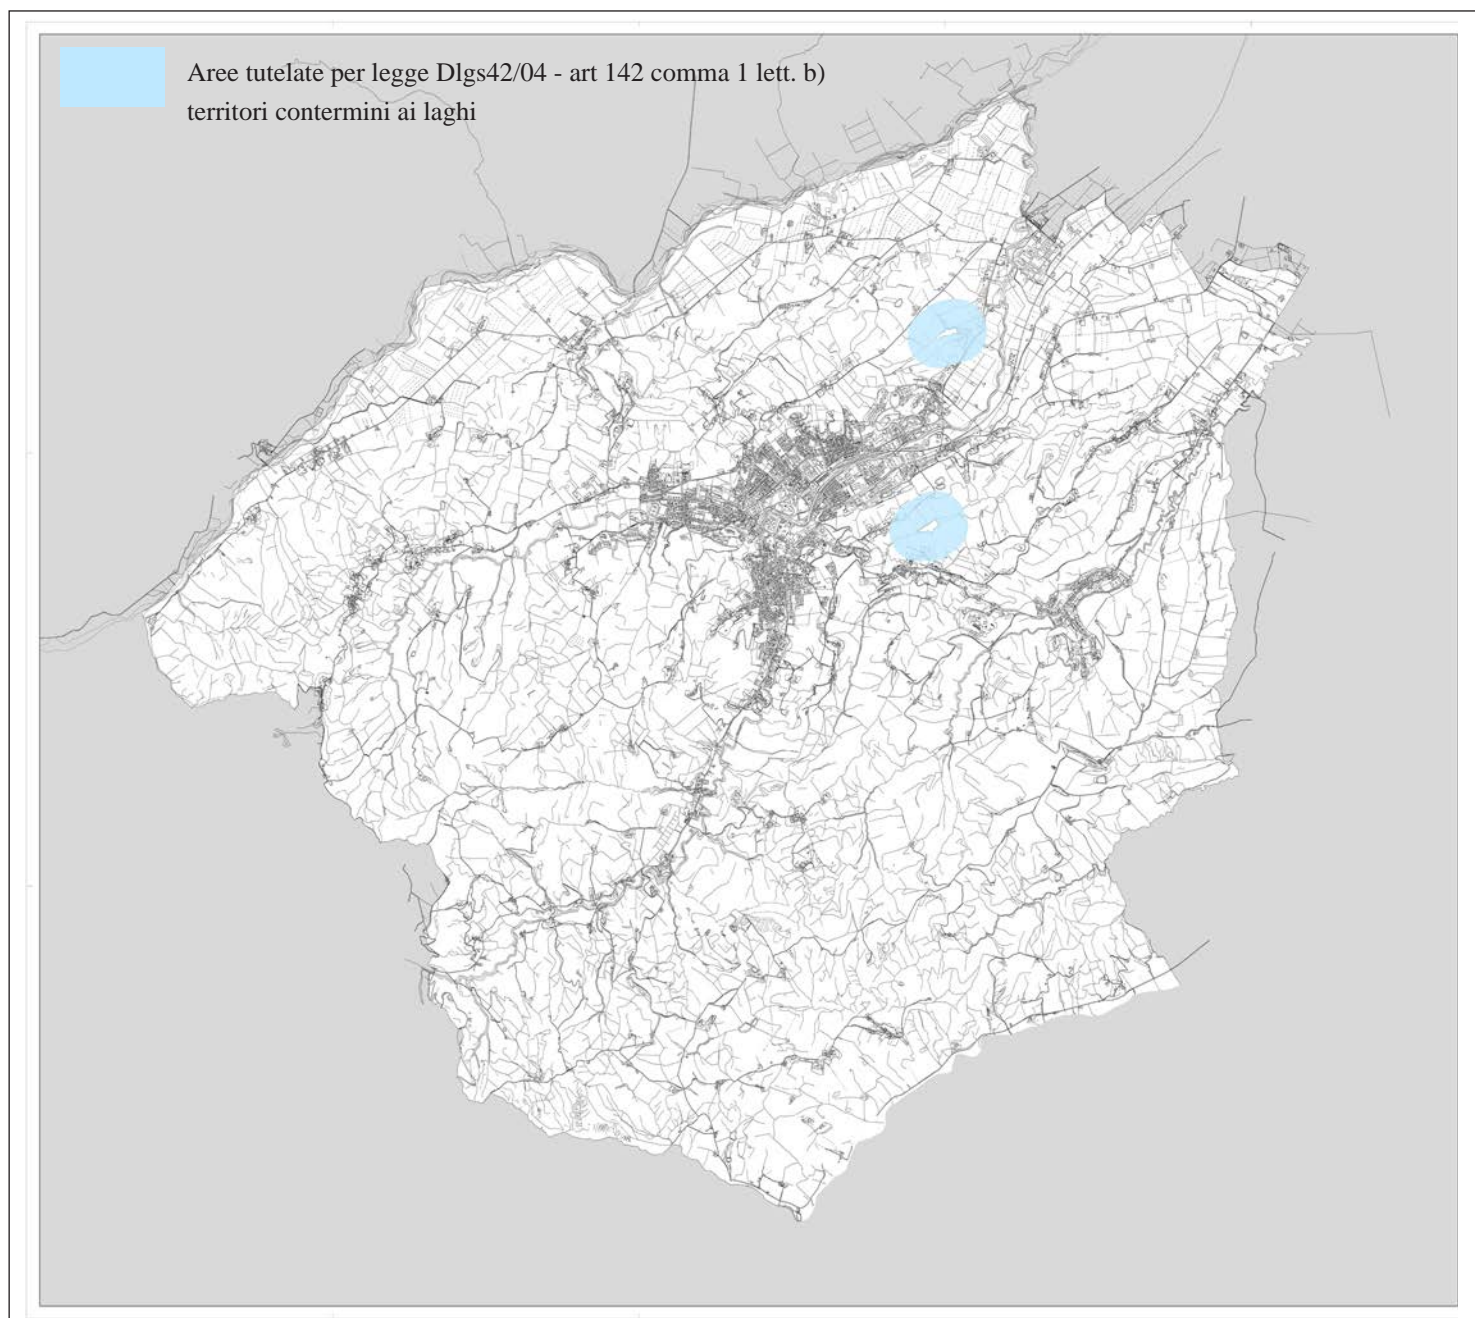 Aree tutelate per legge Dlgs42/04 - art 142 comma 1 lett. b)
territori contermini ai laghi